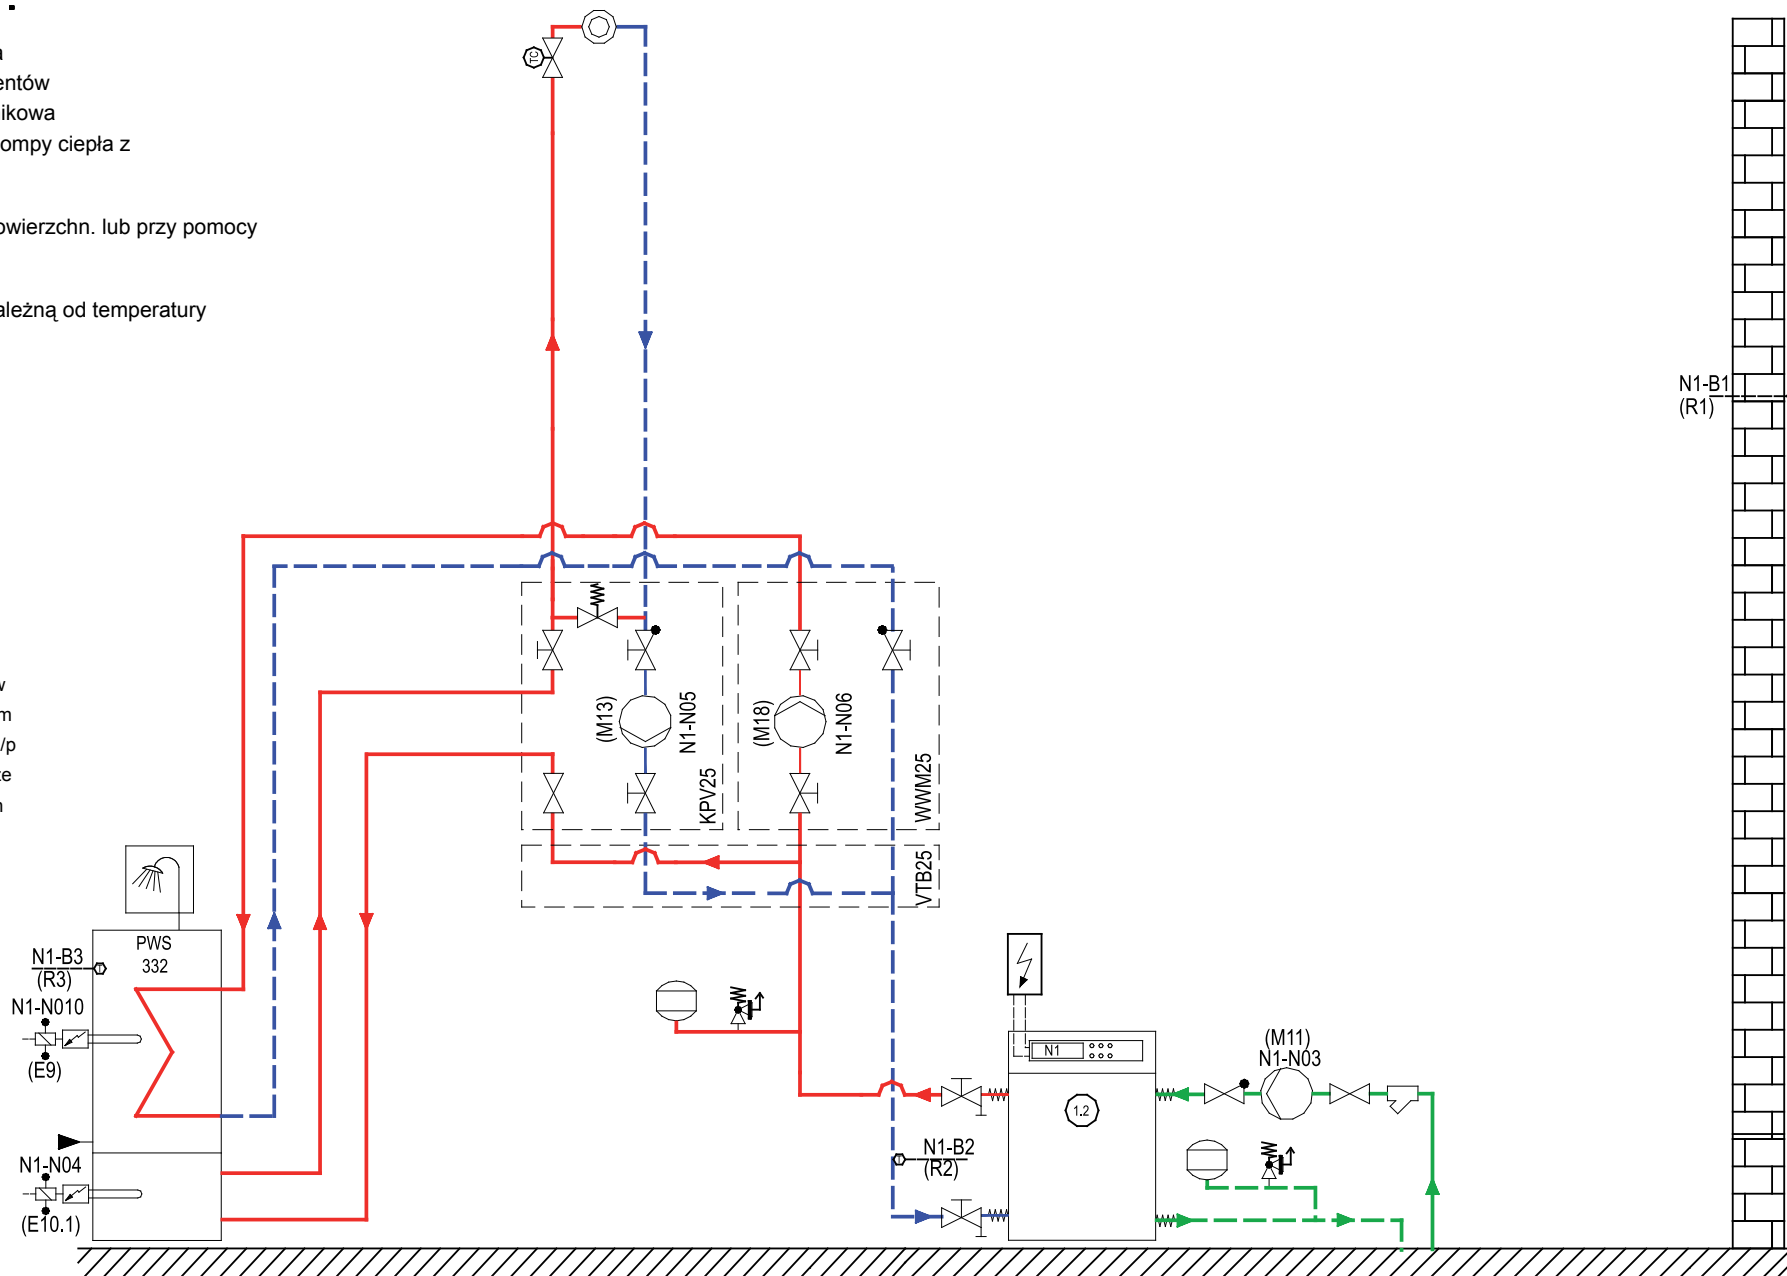 a
entów
ikowa
ompy ciepła z
owierzchn. lub przy pomocy
ależną od temperatury
TC
N1-B1
(R1)
w
m
/p
te
n
(M13)
N1-N05
KPV25
(M18)
N1-N06
WWM25
VTB25
PWS
332
N1-B3
(R3)
N1-N010
(E9)
N1-N04
(E10.1)
N1
1.2
(M11)
N1-N03
N1-B2
(R2)